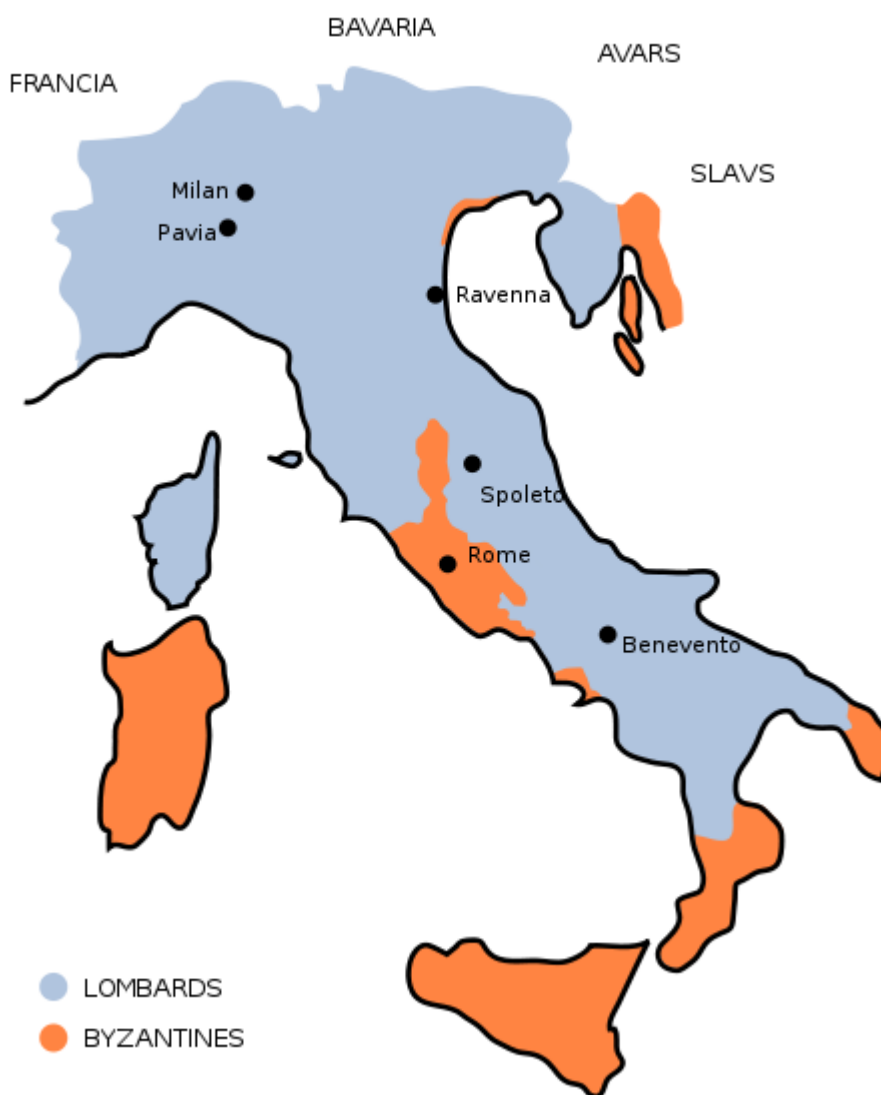 BAVARIA
AVARS
FRANCIA
SLAVS
Milan
Pavia
Ravenna
Spoleto
Rome
Benevento
LOMBARDS
BYZANTINES